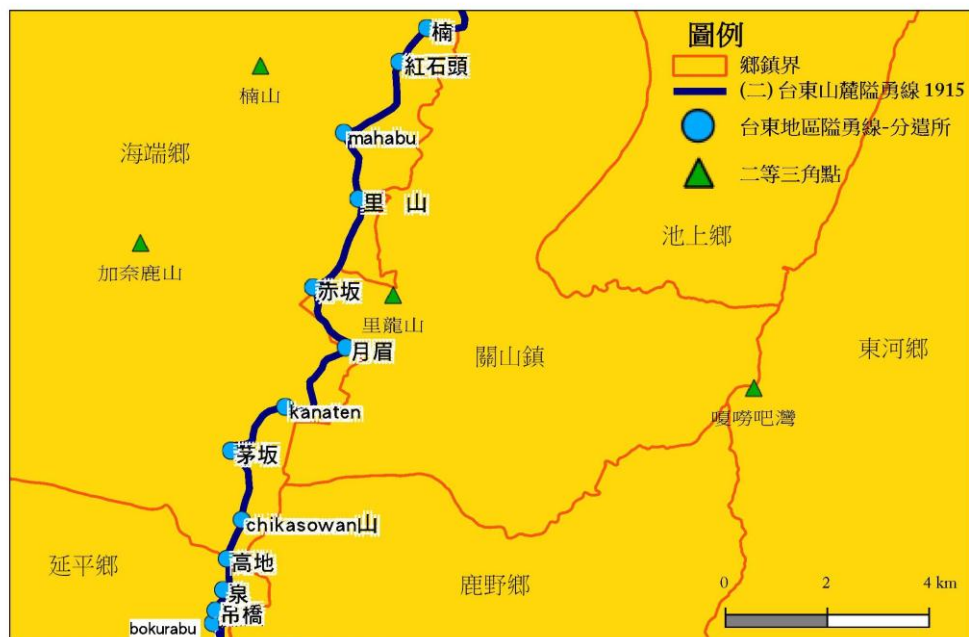 楠
圖例
紅石頭
鄉鎮界
楠山
(二) 台東山麓隘勇線 1915
mahabu
台東地區隘勇線-分遣所
海端鄉
二等三角點
里 山
池上鄉
加奈鹿山
赤坂
里龍山
月眉
關山鎮
東河鄉
kanaten
嗄嘮吧灣
茅坂
chikasowan山
高地
延平鄉
鹿野鄉
泉
吊橋
bokurabu
0 2 4 km